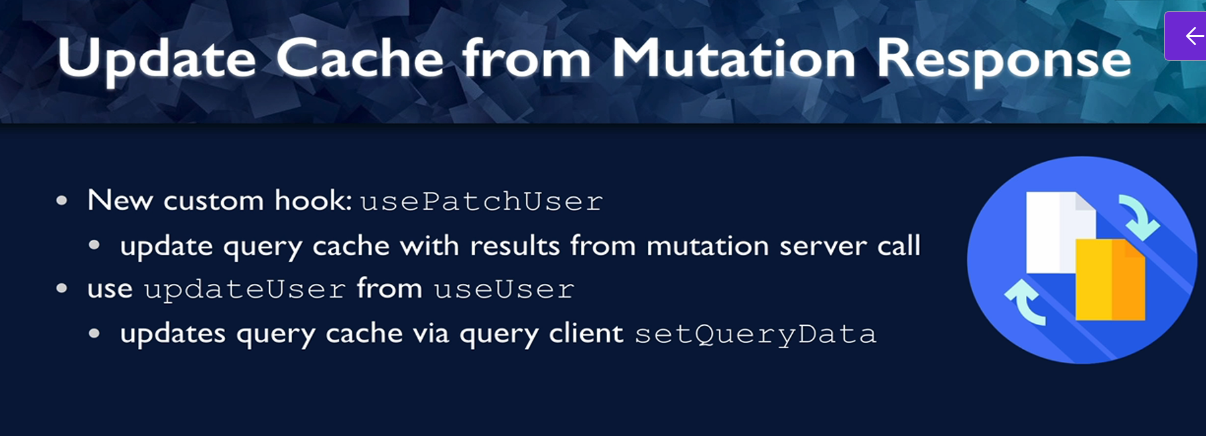 Update Cache from Mutation Response
• New custom hook: usePatchUser
• update query cache with results from mutation server call
• use updateUser from useUser
• updates query cache via query client setQueryData